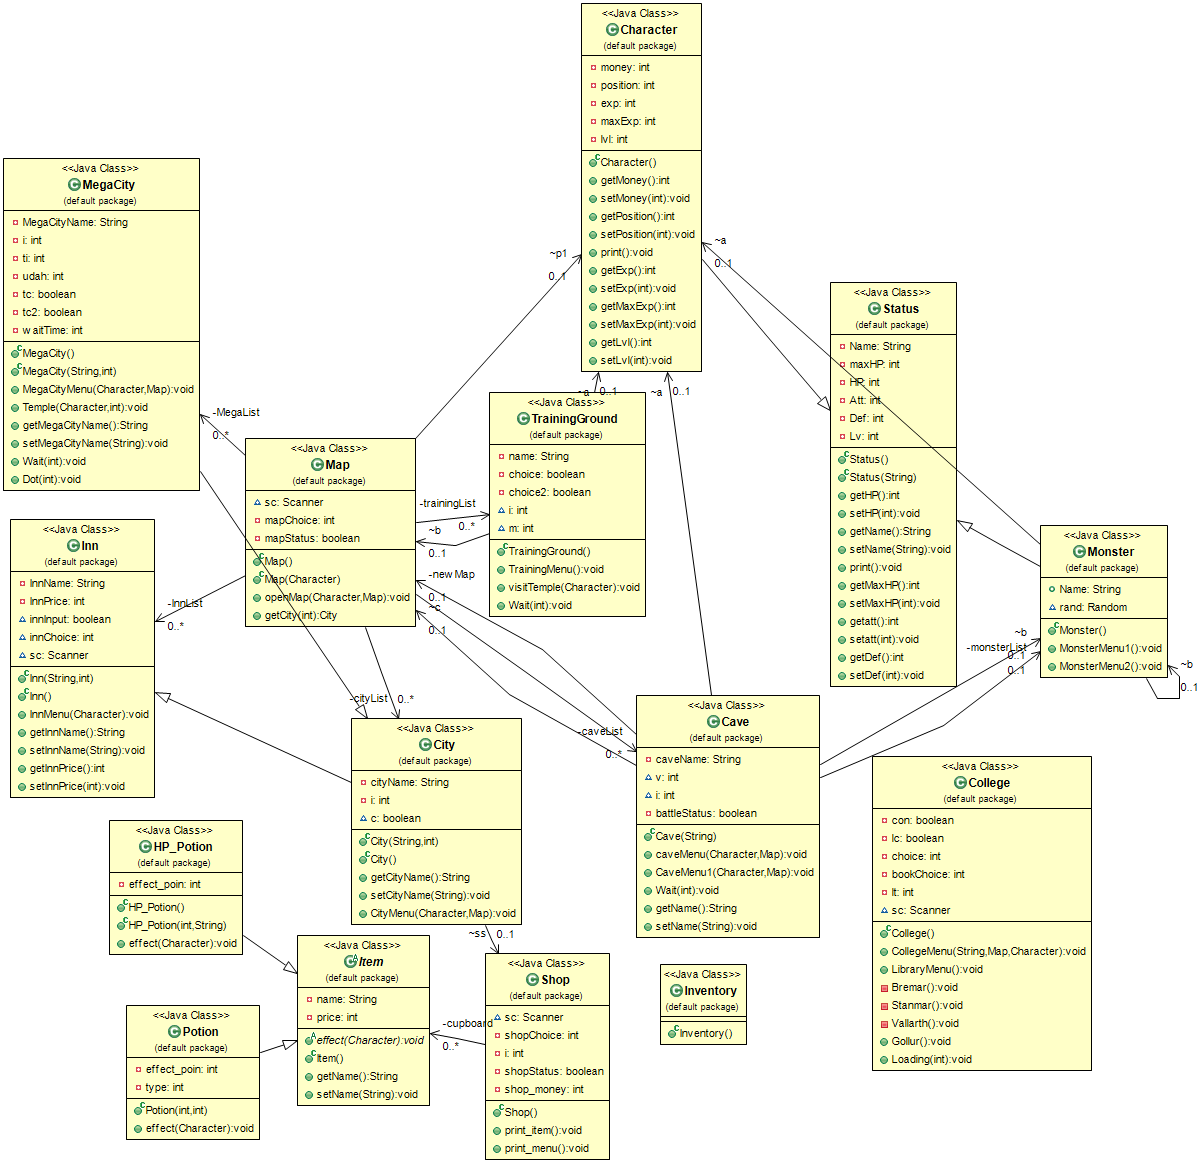 <<Java Class>>
Character
(default package)
money: int
position: int
exp: int
maxExp: int
lvl: int
Character()
getMoney():int
setMoney(int):void
getPosition():int
setPosition(int):void
print():void
getExp():int
setExp(int):void
getMaxExp():int
setMaxExp(int):void
getLvl():int
setLvl(int):void
<<Java Class>>
MegaCity
(default package)
MegaCityName: String
i: int
ti: int
udah: int
tc: boolean
tc2: boolean
waitTime: int
MegaCity()
MegaCity(String,int)
MegaCityMenu(Character,Map):void
Temple(Character,int):void
getMegaCityName():String
setMegaCityName(String):void
Wait(int):void
Dot(int):void
~p1
0..1
~a
0..1
<<Java Class>>
Status
(default package)
Name: String
maxHP: int
HP: int
Att: int
Def: int
Lv: int
Status()
Status(String)
getHP():int
setHP(int):void
getName():String
setName(String):void
print():void
getMaxHP():int
setMaxHP(int):void
getatt():int
setatt(int):void
getDef():int
setDef(int):void
~a
0..1
~a
0..1
-MegaList
0..*
<<Java Class>>
TrainingGround
(default package)
name: String
choice: boolean
choice2: boolean
i: int
m: int
TrainingGround()
TrainingMenu():void
visitTemple(Character):void
Wait(int):void
<<Java Class>>
Map
(default package)
sc: Scanner
mapChoice: int
mapStatus: boolean
Map()
Map(Character)
openMap(Character,Map):void
getCity(int):City
-trainingList
0..*
~b
0..1
-new Map
0..1
~c
0..1
<<Java Class>>
Inn
(default package)
InnName: String
InnPrice: int
innInput: boolean
innChoice: int
sc: Scanner
Inn(String,int)
Inn()
InnMenu(Character):void
getInnName():String
setInnName(String):void
getInnPrice():int
setInnPrice(int):void
-InnList
0..*
<<Java Class>>
Monster
(default package)
Name: String
rand: Random
Monster()
MonsterMenu1():void
MonsterMenu2():void
~b
0..1
-monsterList
0..1
~b
0..1
-cityList
0..*
-caveList
0..*
<<Java Class>>
City
(default package)
cityName: String
i: int
c: boolean
City(String,int)
City()
getCityName():String
setCityName(String):void
CityMenu(Character,Map):void
<<Java Class>>
Cave
(default package)
caveName: String
v: int
i: int
battleStatus: boolean
Cave(String)
caveMenu(Character,Map):void
CaveMenu1(Character,Map):void
Wait(int):void
getName():String
setName(String):void
<<Java Class>>
College
(default package)
con: boolean
lc: boolean
choice: int
bookChoice: int
lt: int
sc: Scanner
College()
CollegeMenu(String,Map,Character):void
LibraryMenu():void
Bremar():void
Stanmar():void
Vallarth():void
Gollur():void
Loading(int):void
<<Java Class>>
HP_Potion
(default package)
effect_poin: int
HP_Potion()
HP_Potion(int,String)
effect(Character):void
~ss
0..1
<<Java Class>>
Item
(default package)
name: String
price: int
effect(Character):void
Item()
getName():String
setName(String):void
<<Java Class>>
Shop
(default package)
sc: Scanner
shopChoice: int
i: int
shopStatus: boolean
shop_money: int
Shop()
print_item():void
print_menu():void
-cupboard
0..*
<<Java Class>>
Inventory
(default package)
Inventory()
<<Java Class>>
Potion
(default package)
effect_poin: int
type: int
Potion(int,int)
effect(Character):void